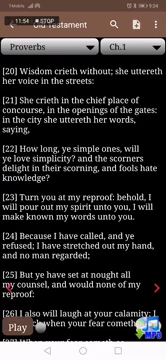 11:54
STOP
9:24
Old Testament
Proverbs
Ch.1
[20] Wisdom crieth without; she uttereth
her voice in the streets:
[21] She crieth in the chief place of
concourse, in the openings of the gates:
in the city she uttereth her words,
saying,
[22] How long, ye simple ones, will
ye love simplicity? and the scorners
delight in their scorning, and fools hate
knowledge?
[23] Turn you at my reproof: behold, I
will pour out my spirit unto you, I will
make known my words unto you.
[24] Because I have called, and ye
refused; I have stretched out my hand,
and no man regarded;
[25] But ye have set at nought all
my counsel, and would none of my
reproof:
[26] I also will laugh at your calamity; I
when your fear
Play